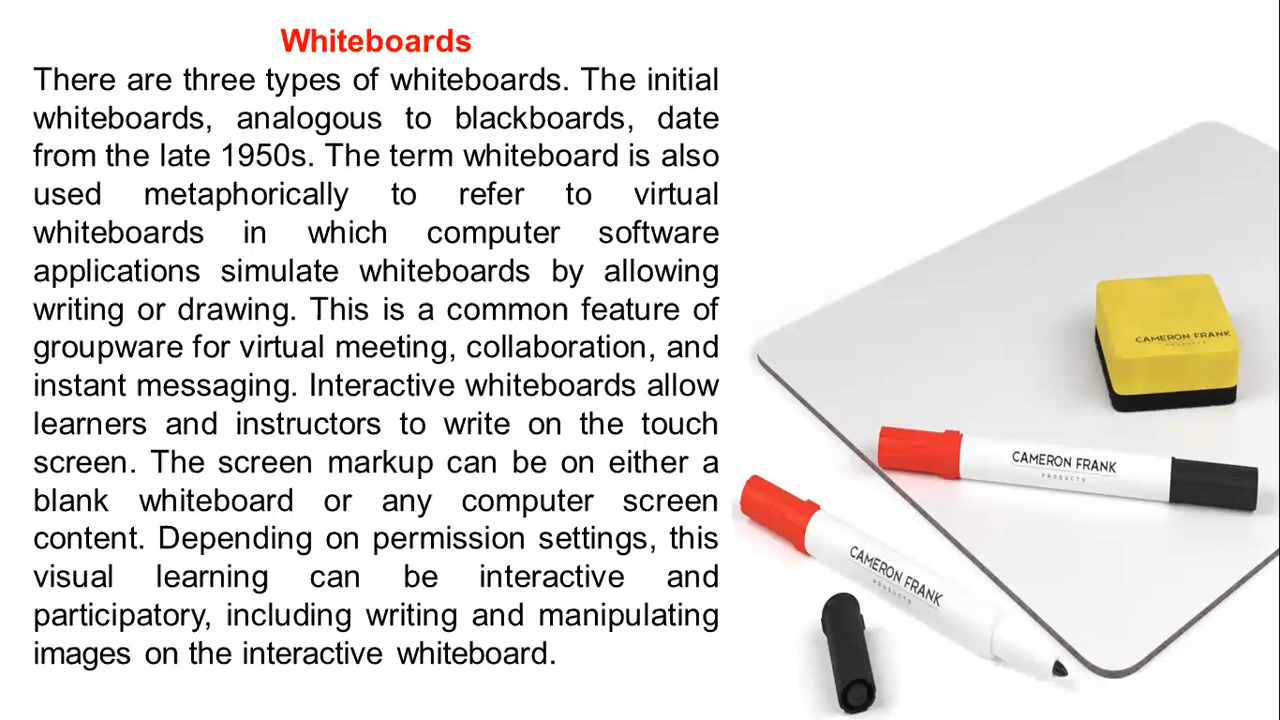 Whiteboards
There are three types of whiteboards. The initial
whiteboards, analogous to blackboards, date
from the late 1950s. The term whiteboard is also
used metaphorically to refer to virtual
whiteboards in which computer software
applications simulate whiteboards by allowing
writing or drawing. This is a common feature of
groupware for virtual meeting, collaboration, and
instant messaging. Interactive whiteboards allow
learners and instructors to write on the touch
screen. The screen markup can be on either a
blank whiteboard or any computer screen
content. Depending on permission settings, this
visual learning can be interactive and
participatory, including writing and manipulating
images on the interactive whiteboard.
CAMERON FRANK
PRODUCTS
CAMERON FRANK
PRODUCTS
CAMERON FRANK
PRODUCTS